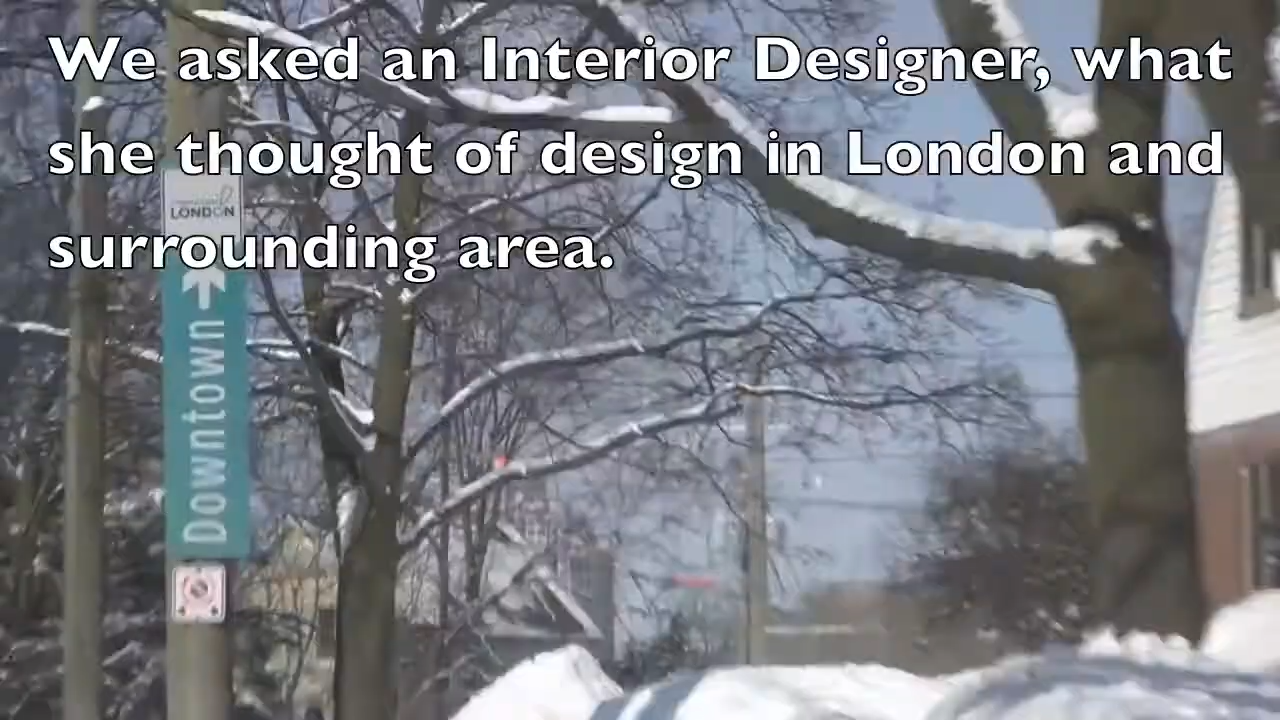 We asked an Interior Designer, what
she thought of design in London and
surrounding area.
LONDON
Downtown